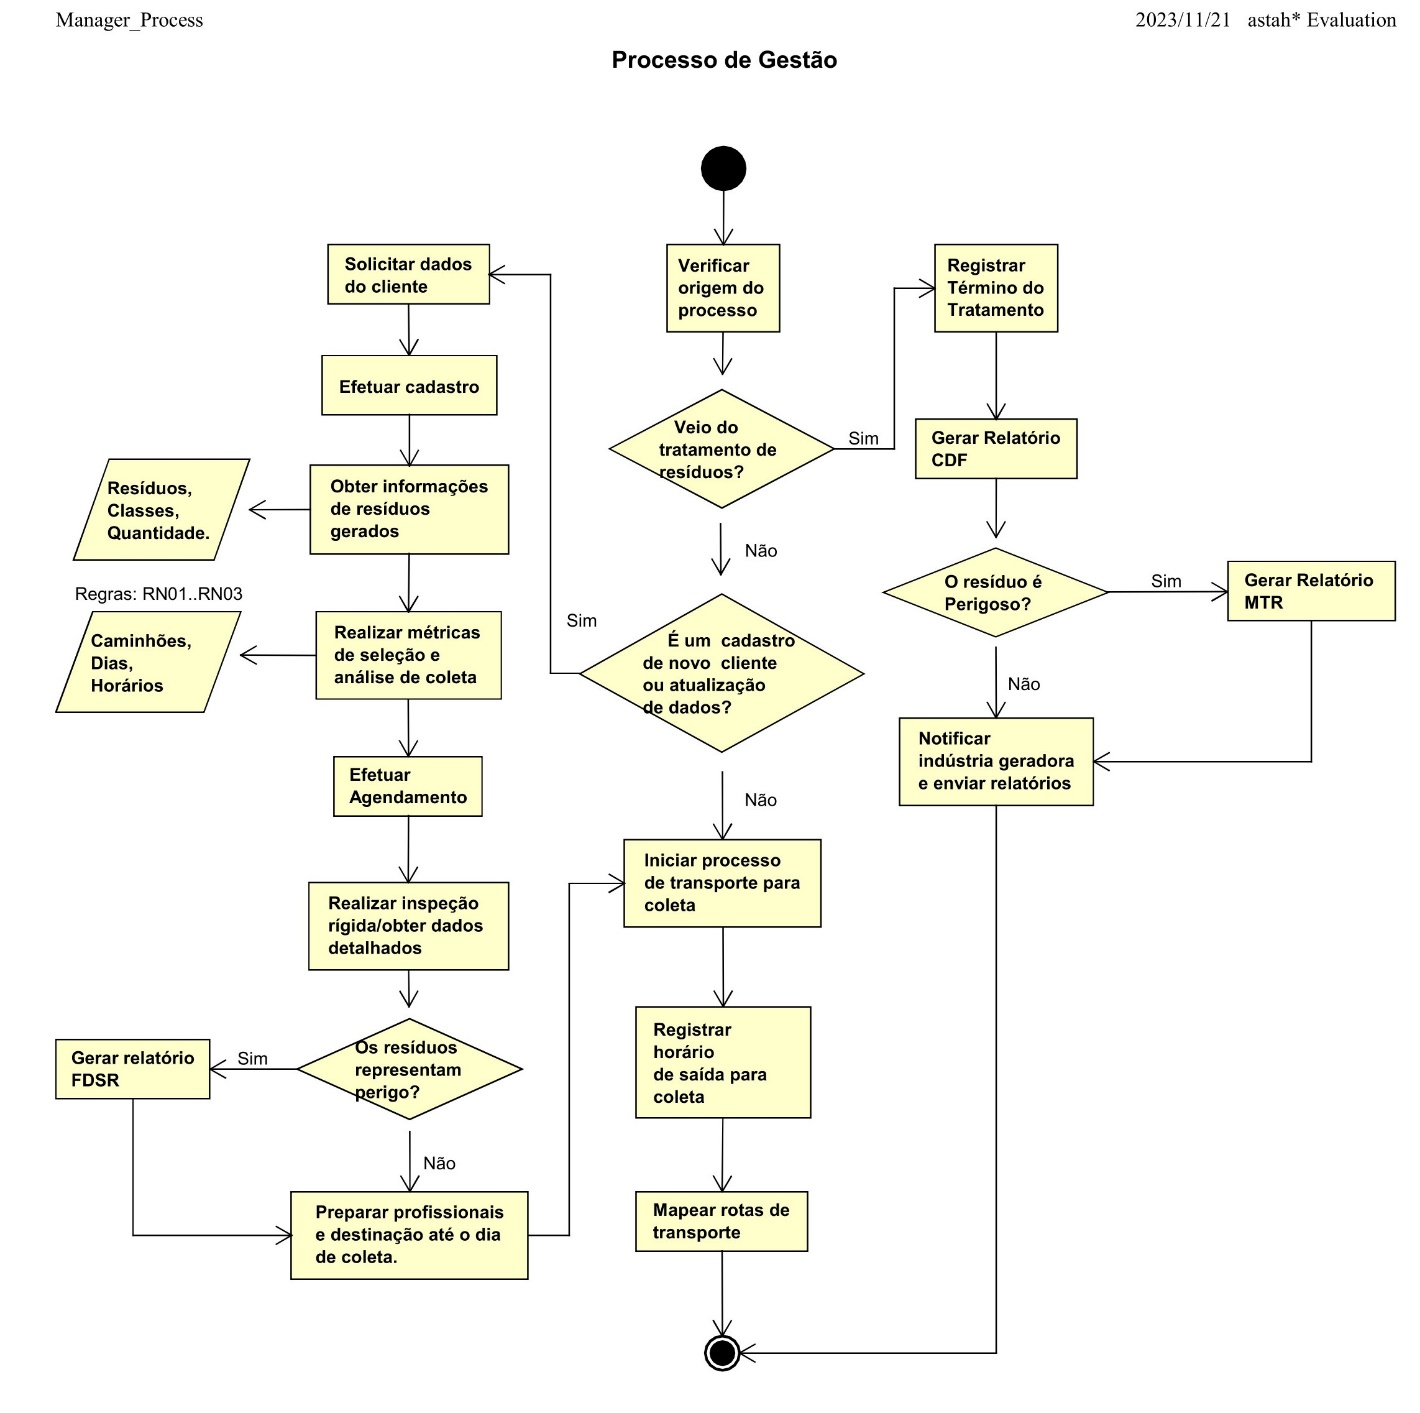 Manager_Process
2023/11/21 astah* Evaluation
Processo de Gestão
Solicitar dados
do cliente
Verificar
origem do
processo
Registrar
Término do
Tratamento
Efetuar cadastro
Veio do
tratamento de
resíduos?
Sim
Gerar Relatório
CDF
Resíduos,
Classes,
Quantidade.
Obter informações
de resíduos
gerados
Não
O resíduo é
Perigoso?
Sim
Gerar Relatório
MTR
Regras: RN01..RN03
Caminhões,
Dias,
Horários
Realizar métricas
de seleção e
análise de coleta
Sim
É um cadastro
de novo cliente
ou atualização
de dados?
Não
Notificar
indústria geradora
e enviar relatórios
Efetuar
Agendamento
Não
Iniciar processo
de transporte para
coleta
Realizar inspeção
rígida/obter dados
detalhados
Registrar
horário
de saída para
coleta
Gerar relatório
FDSR
Sim
Os resíduos
representam
perigo?
Não
Preparar profissionais
e destinação até o dia
de coleta.
Mapear rotas de
transporte